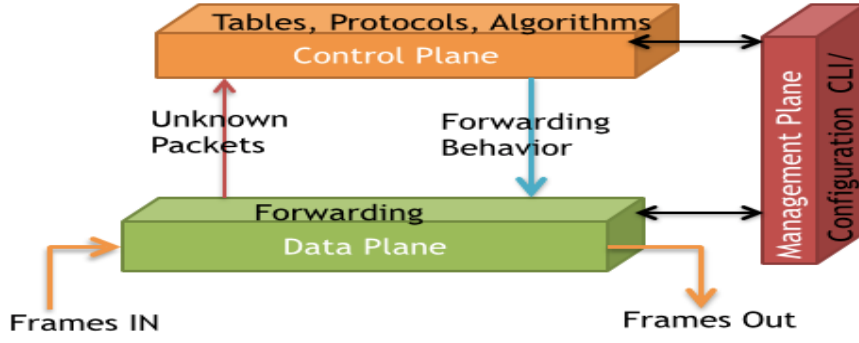 Tables, Protocols, Algorithms
Control Plane
Unknown
Packets
Forwarding
Behavior
Management Plane
Configuration CLI/
Forwarding
Data Plane
Frames IN
Frames Out